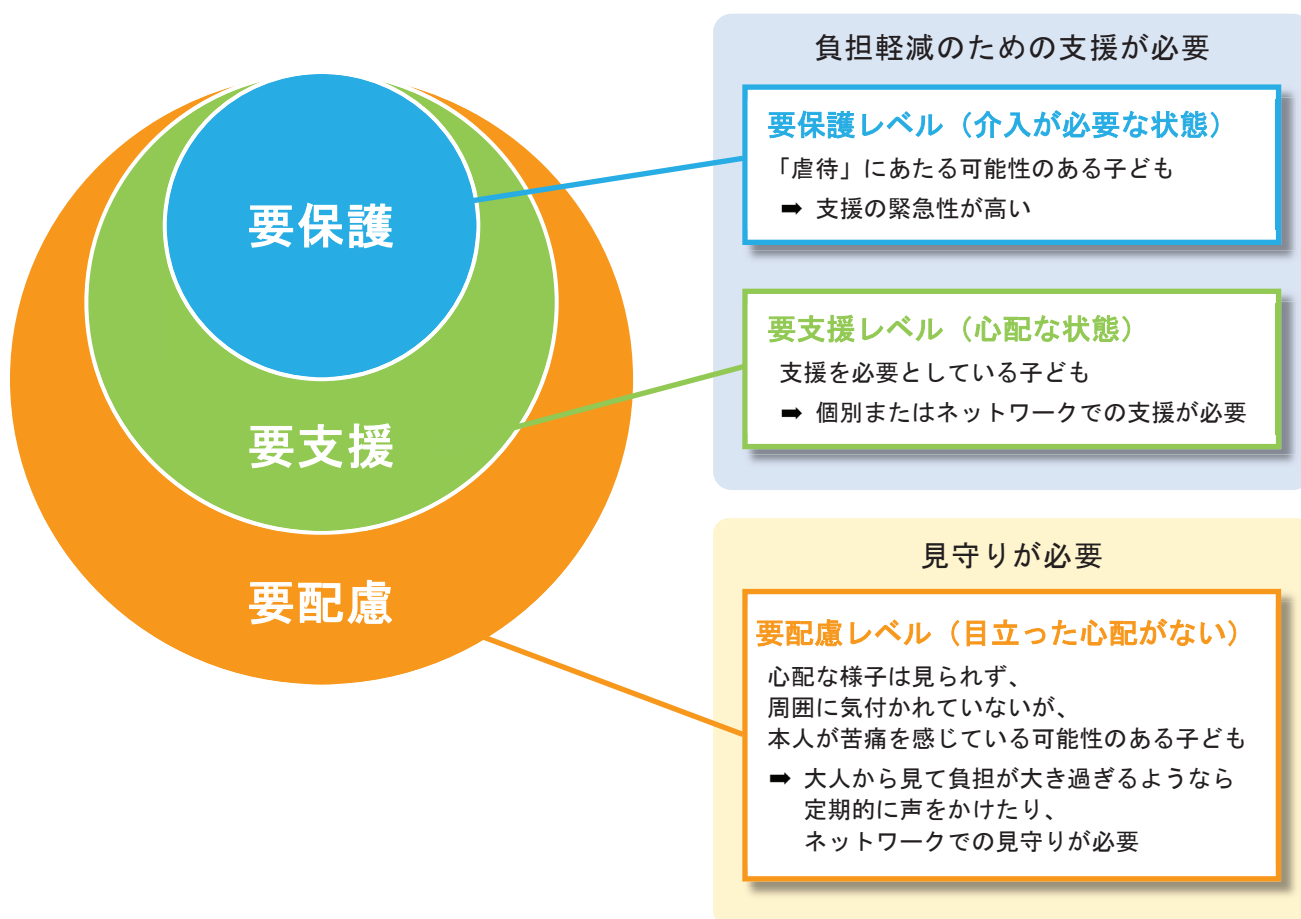 要保護
要支援
要配慮
負担軽減のための支援が必要
要保護レベル（介入が必要な状態）
「虐待」にあたる可能性のある子ども
➡ 支援の緊急性が高い
要支援レベル（心配な状態）
支援を必要としている子ども
➡ 個別またはネットワークでの支援が必要
見守りが必要
要配慮レベル（目立った心配がない）
心配な様子は見られず、
周囲に気付かれていないが、
本人が苦痛を感じている可能性のある子ども
➡ 大人から見て負担が大き過ぎるようなら
定期的に声をかけたり、
ネットワークでの見守りが必要